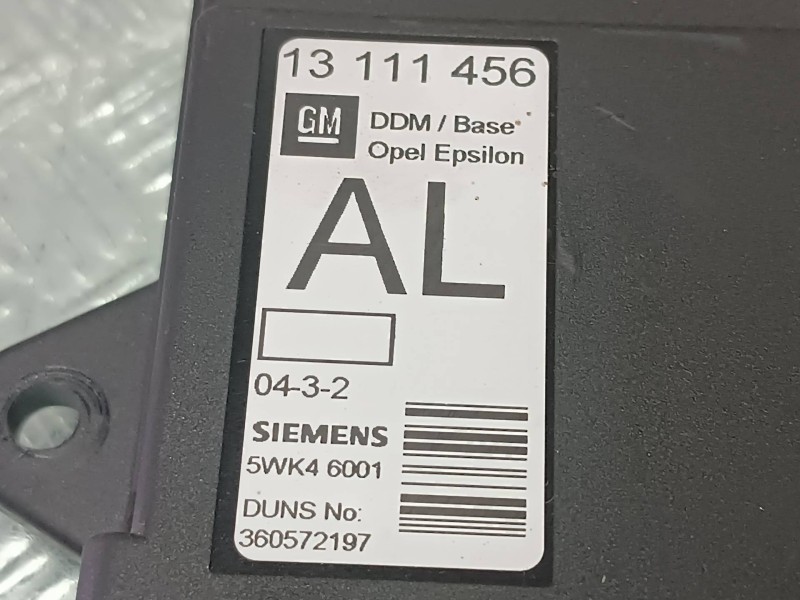 13 111 456
GM DDM / Base
Opel Epsilon
AL
04-3-2
SIEMENS
5WK4 6001
DUNS No:
360572197